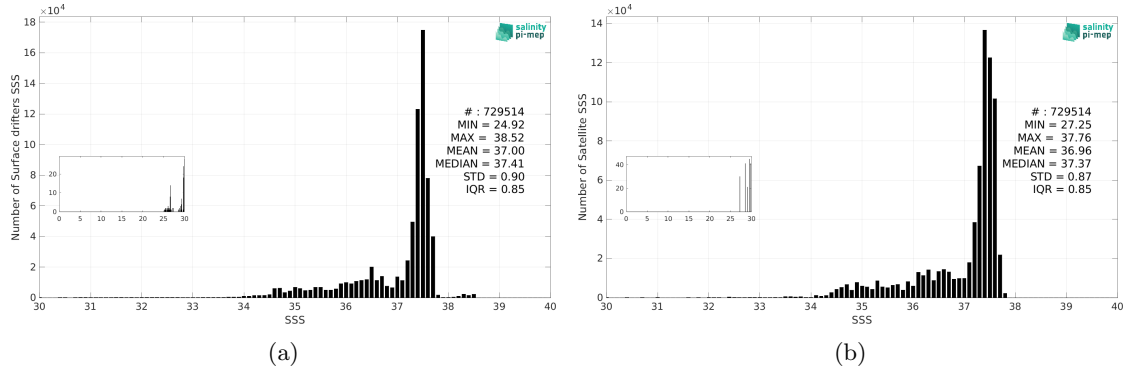 ×10⁴
18
16
14
12
10
8
6
4
2
0
Number of Surface drifters SSS
salinity
pi-mep
# : 729514
MIN = 24.92
MAX = 38.52
MEAN = 37.00
MEDIAN = 37.41
STD = 0.90
IQR = 0.85
40
20
0
0 5 10 15 20 25 30
30 31 32 33 34 35 36 37 38 39 40
SSS
(a)
×10⁴
14
12
10
8
6
4
2
0
Number of Satellite SSS
salinity
pi-mep
# : 729514
MIN = 27.25
MAX = 37.76
MEAN = 36.96
MEDIAN = 37.37
STD = 0.87
IQR = 0.85
40
20
0
0 5 10 15 20 25 30
30 31 32 33 34 35 36 37 38 39 40
SSS
(b)